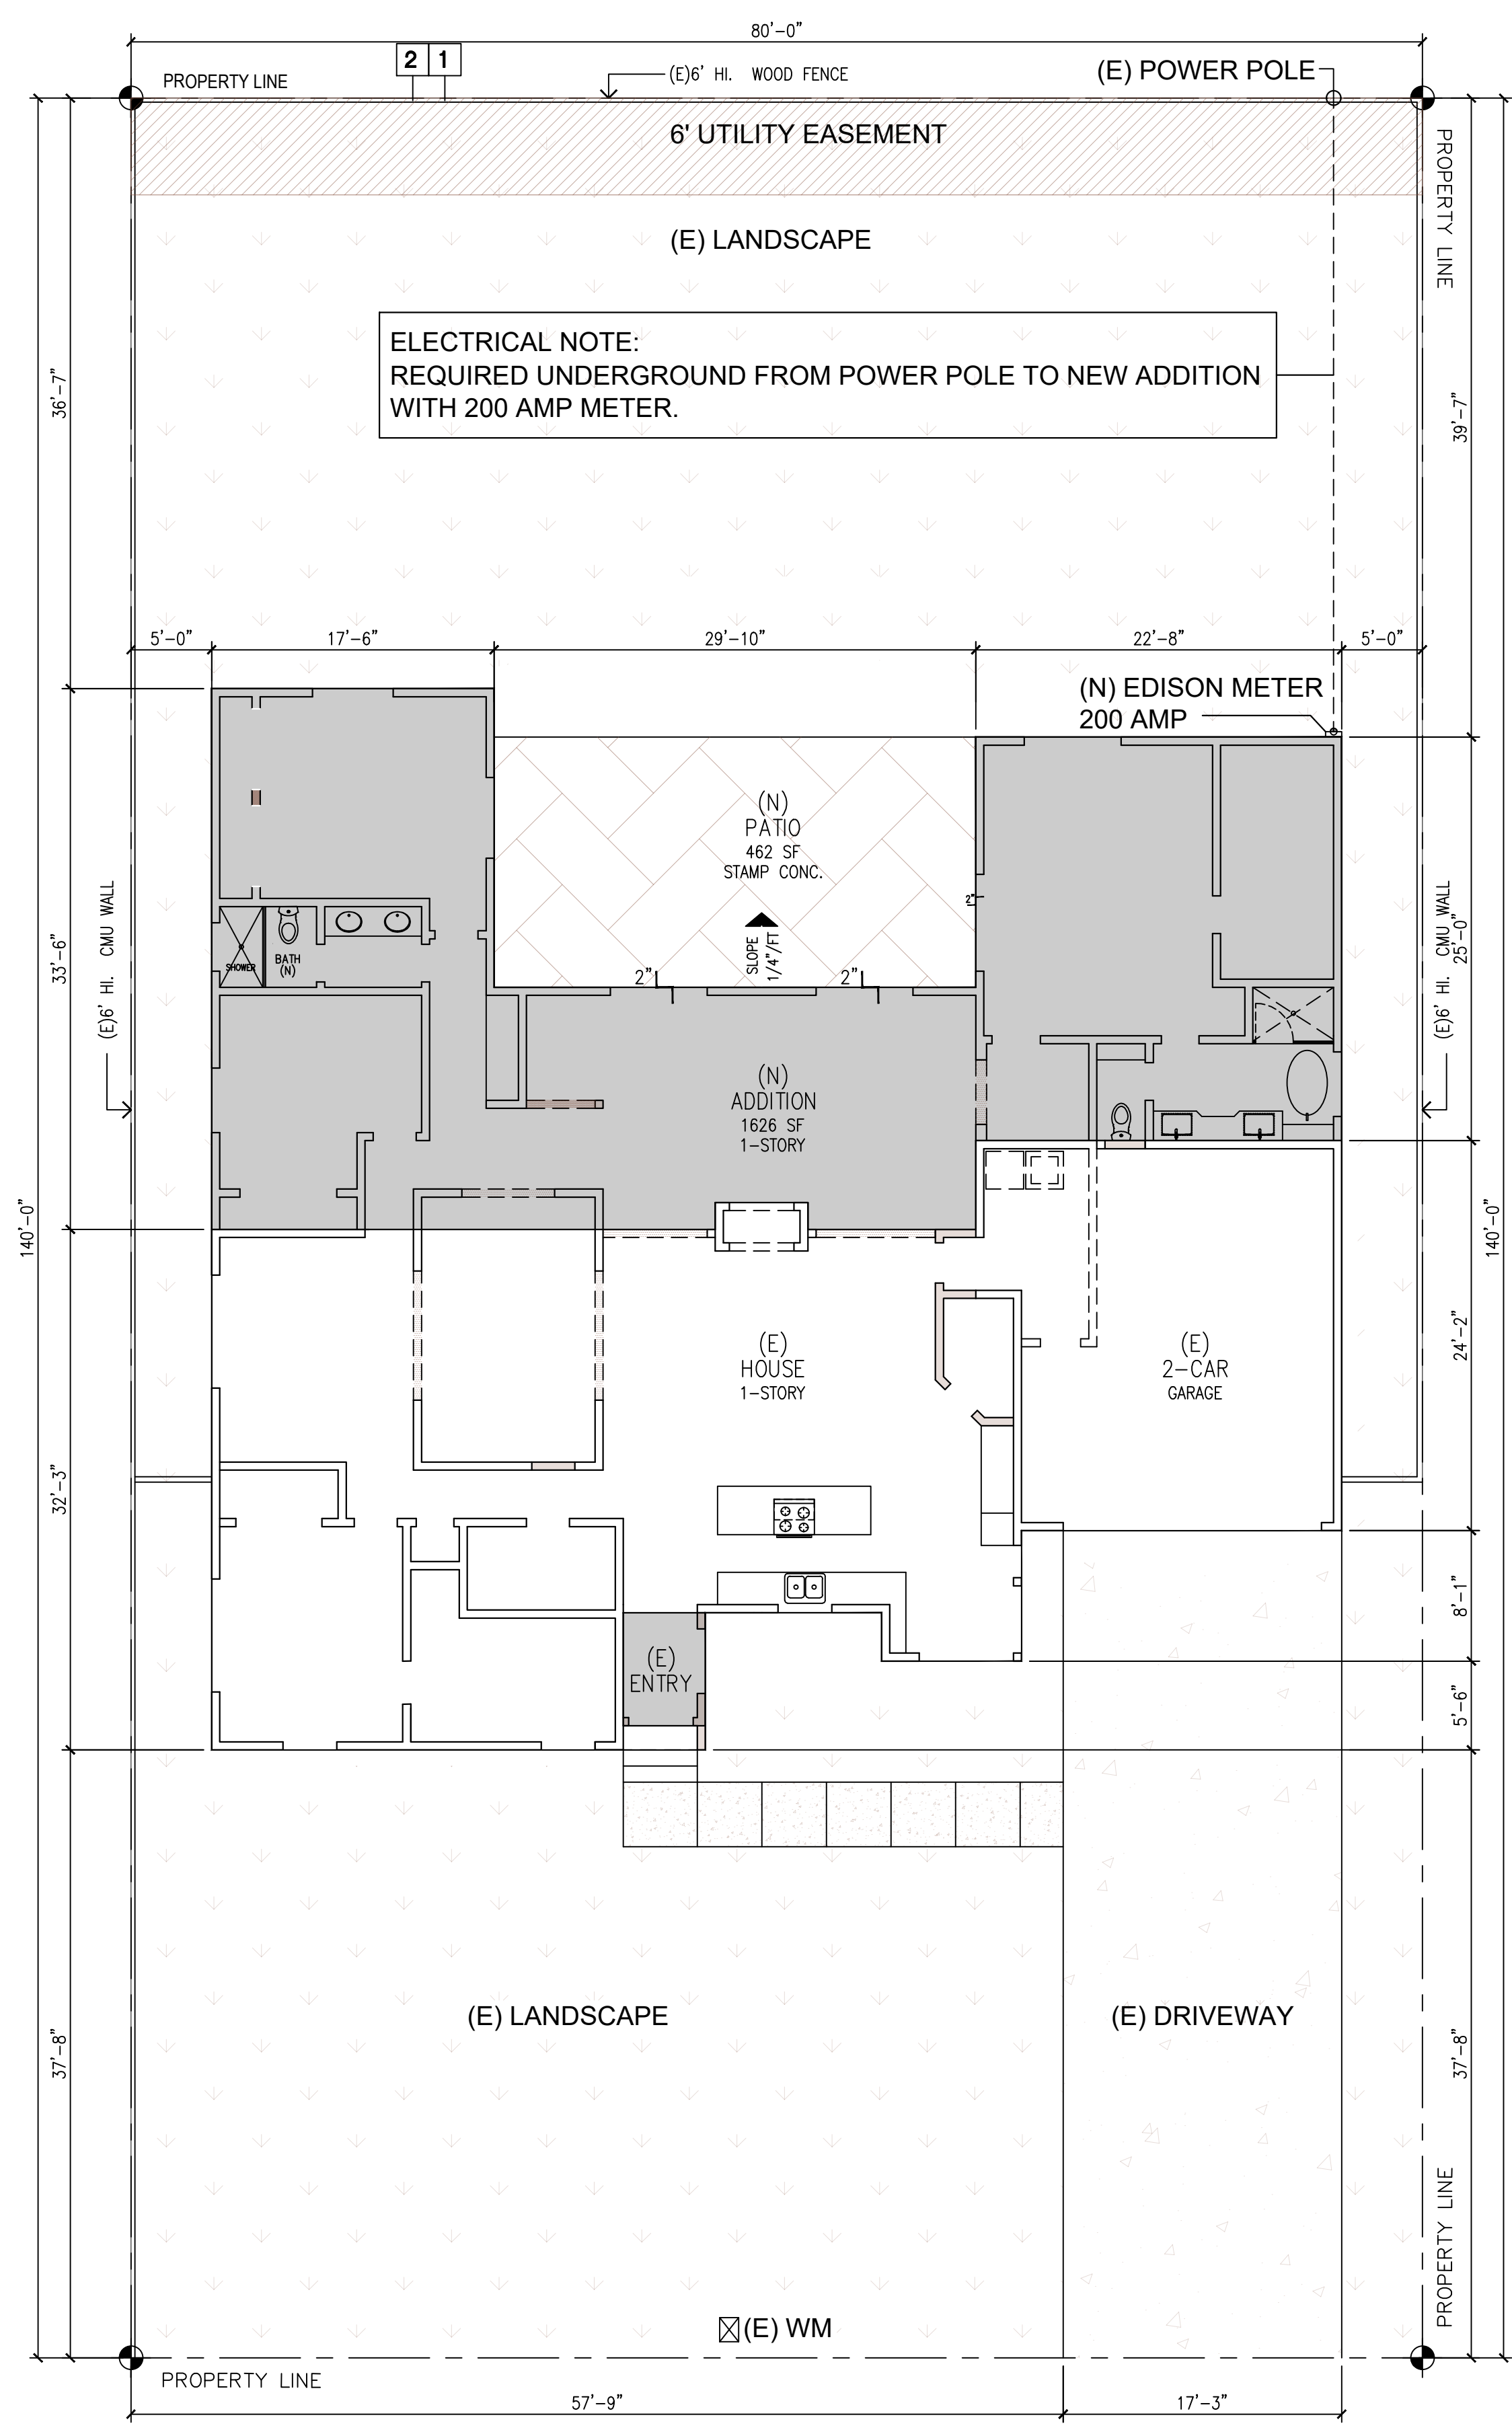 80'-0"
2 1
PROPERTY LINE
(E)6' HI. WOOD FENCE
(E) POWER POLE
6' UTILITY EASEMENT
PROPERTY LINE
(E) LANDSCAPE
ELECTRICAL NOTE:
REQUIRED UNDERGROUND FROM POWER POLE TO NEW ADDITION
WITH 200 AMP METER.
36'-7"
39'-7"
5'-0"
17'-6"
29'-10"
22'-8"
5'-0"
(N) EDISON METER
200 AMP
(N)
PATIO
462 SF
STAMP CONC.
SLOPE
1/4"/FT
2"
2"
2"
SHOWER
BATH
(N)
33'-6"
(E)6' HI. CMU WALL
25'-0"
(E)6' HI. CMU WALL
(N)
ADDITION
1626 SF
1-STORY
140'-0"
140'-0"
(E)
HOUSE
1-STORY
(E)
2-CAR
GARAGE
24'-2"
32'-3"
8'-1"
(E)
ENTRY
5'-6"
(E) LANDSCAPE
(E) DRIVEWAY
37'-8"
37'-8"
PROPERTY LINE
(E) WM
PROPERTY LINE
57'-9"
17'-3"